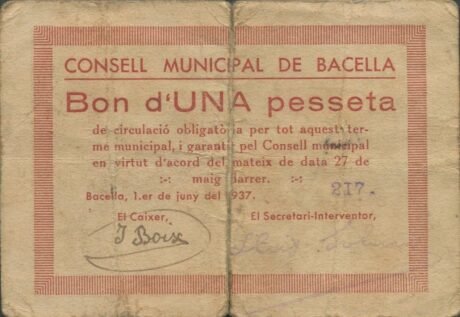 CONSELL MUNICIPAL DE BACELLA
Bon d'UNA pesseta
de circulació obligatòria per tot aquest ter-
me municipal, i garantit pel Consell municipal
en virtut d'acord del mateix de data 27 de
:-: maig darrer. :-:
Bacella, 1.er de juny del 1937. 217.
El Caixer, El Secretari-Interventor,
J Boix